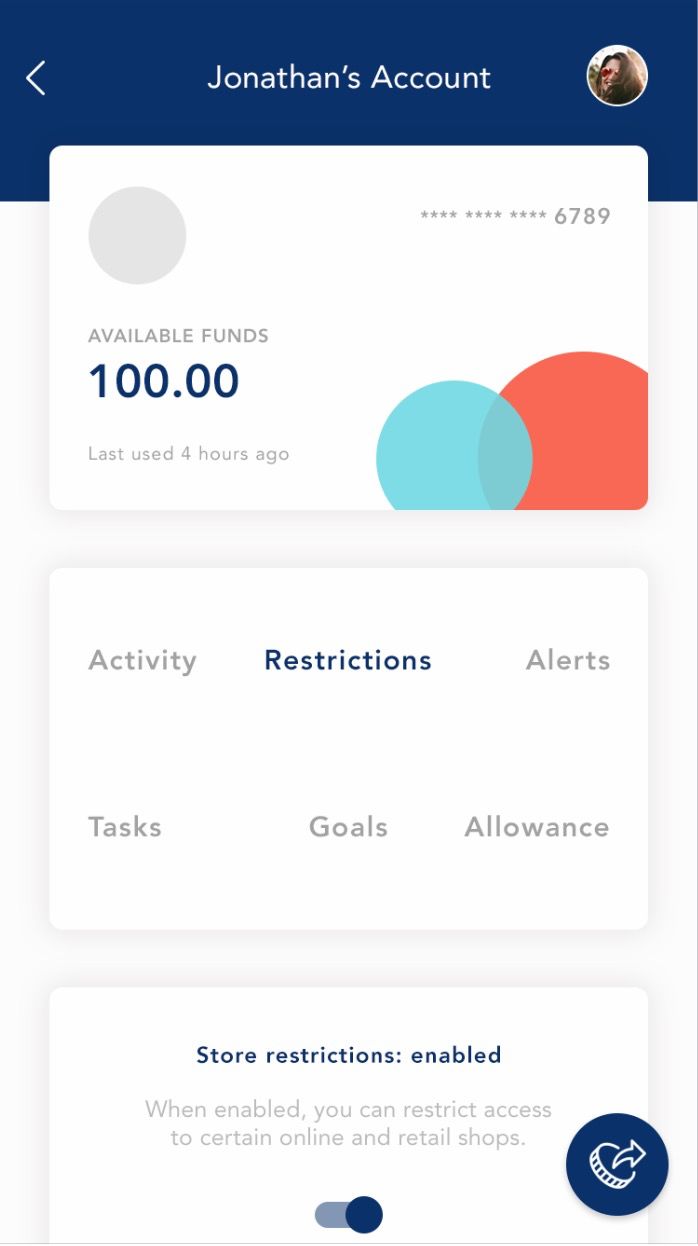 Jonathan’s Account
**** **** **** 6789
AVAILABLE FUNDS
100.00
Last used 4 hours ago
Activity Restrictions Alerts
Tasks Goals Allowance
Store restrictions: enabled
When enabled, you can restrict access
to certain online and retail shops.